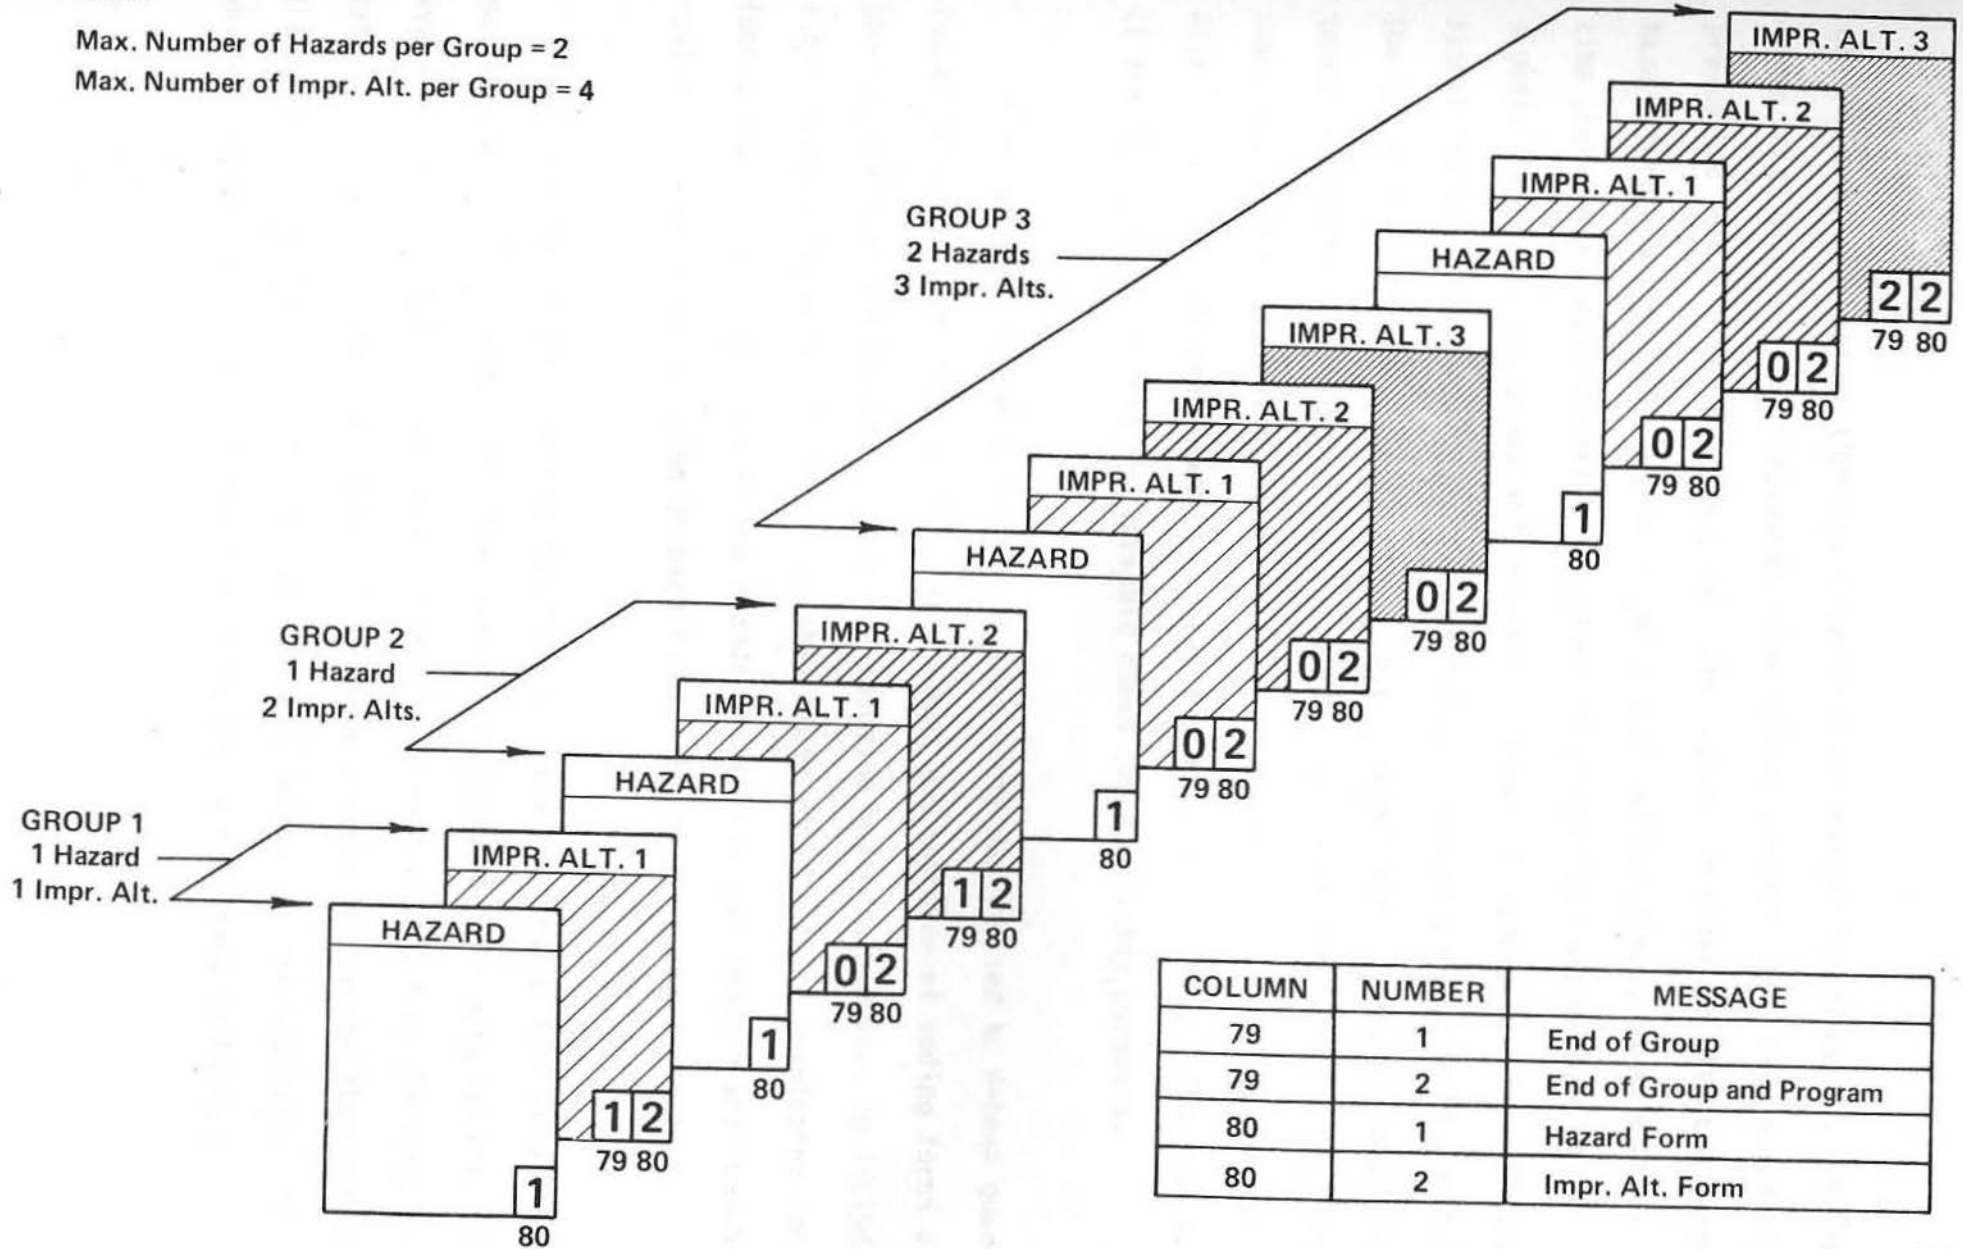 Max. Number of Hazards per Group = 2
Max. Number of Impr. Alt. per Group = 4
IMPR. ALT. 3
IMPR. ALT. 2
IMPR. ALT. 1
HAZARD
2 2
79 80
0 2
79 80
0 2
79 80
1
80
GROUP 3
2 Hazards
3 Impr. Alts.
IMPR. ALT. 3
IMPR. ALT. 2
IMPR. ALT. 1
HAZARD
0 2
79 80
0 2
79 80
0 2
79 80
1
80
GROUP 2
1 Hazard
2 Impr. Alts.
IMPR. ALT. 2
IMPR. ALT. 1
HAZARD
1 2
79 80
0 2
79 80
1
80
GROUP 1
1 Hazard
1 Impr. Alt.
IMPR. ALT. 1
HAZARD
1 2
79 80
1
80
COLUMN NUMBER MESSAGE
79 1 End of Group
79 2 End of Group and Program
80 1 Hazard Form
80 2 Impr. Alt. Form